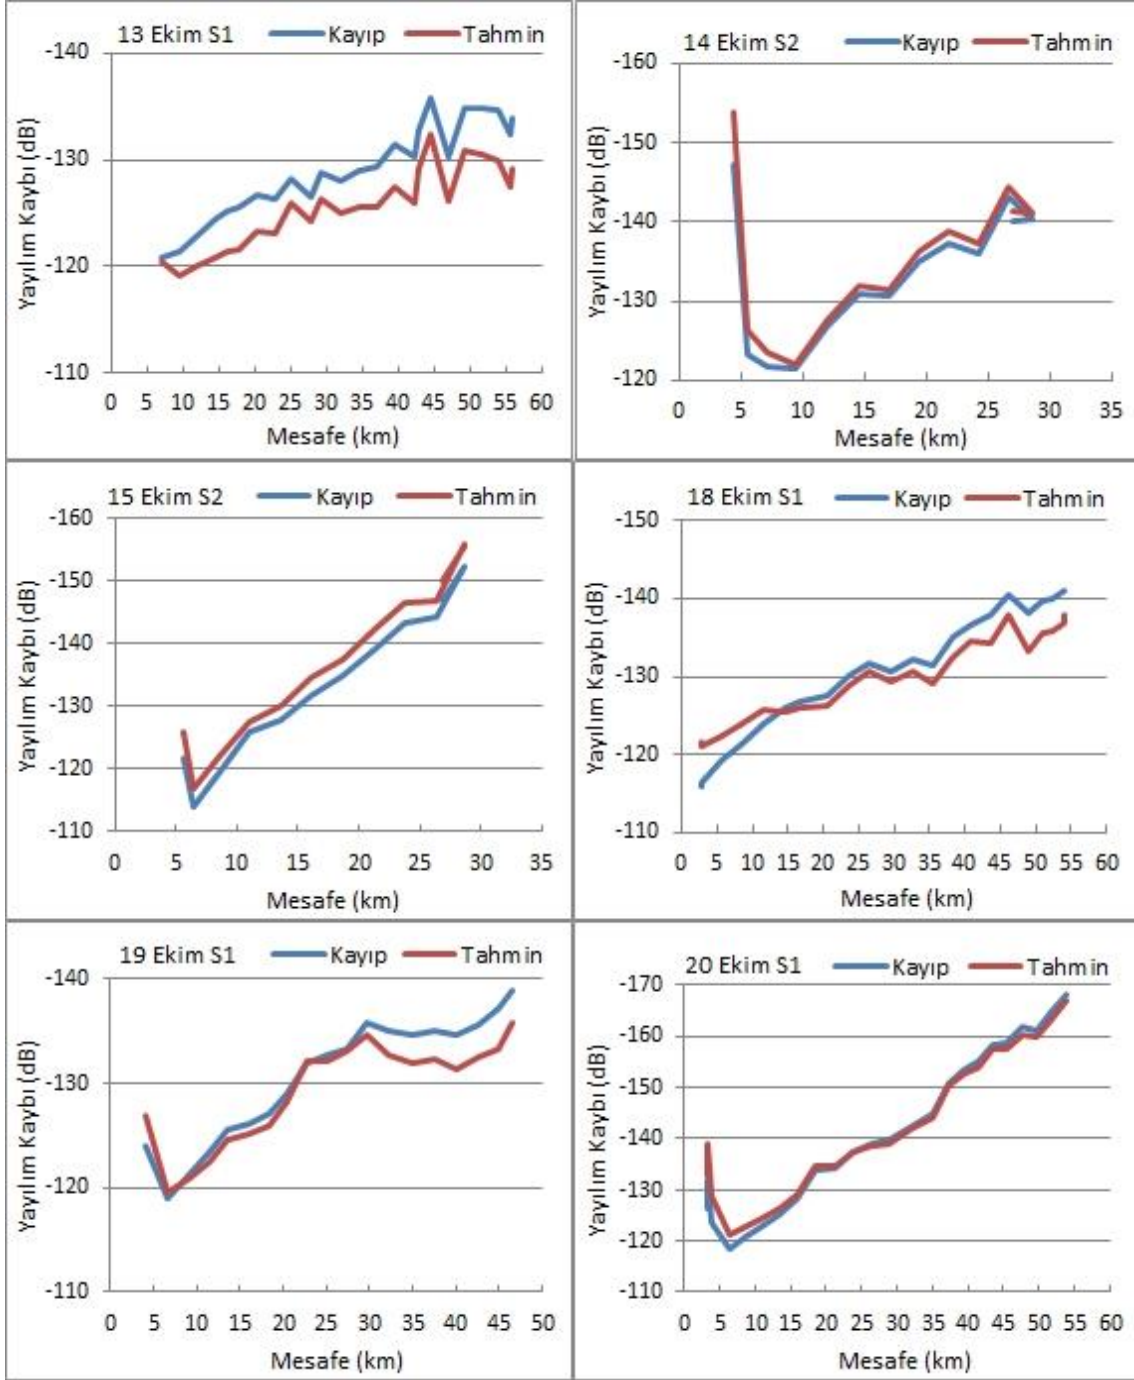 13 Ekim S1 Kayıp Tahmin
Yayılım Kaybı (dB)
-140
-130
-120
-110
0 5 10 15 20 25 30 35 40 45 50 55 60
Mesafe (km)
14 Ekim S2 Kayıp Tahmin
Yayılım Kaybı (dB)
-160
-150
-140
-130
-120
0 5 10 15 20 25 30 35
Mesafe (km)
15 Ekim S2 Kayıp Tahmin
Yayılım Kaybı (dB)
-160
-150
-140
-130
-120
-110
0 5 10 15 20 25 30 35
Mesafe (km)
18 Ekim S1 Kayıp Tahmin
Yayılım Kaybı (dB)
-150
-140
-130
-120
-110
0 5 10 15 20 25 30 35 40 45 50 55 60
Mesafe (km)
19 Ekim S1 Kayıp Tahmin
Yayılım Kaybı (dB)
-140
-130
-120
-110
0 5 10 15 20 25 30 35 40 45 50
Mesafe (km)
20 Ekim S1 Kayıp Tahmin
Yayılım Kaybı (dB)
-170
-160
-150
-140
-130
-120
-110
0 5 10 15 20 25 30 35 40 45 50 55 60
Mesafe (km)